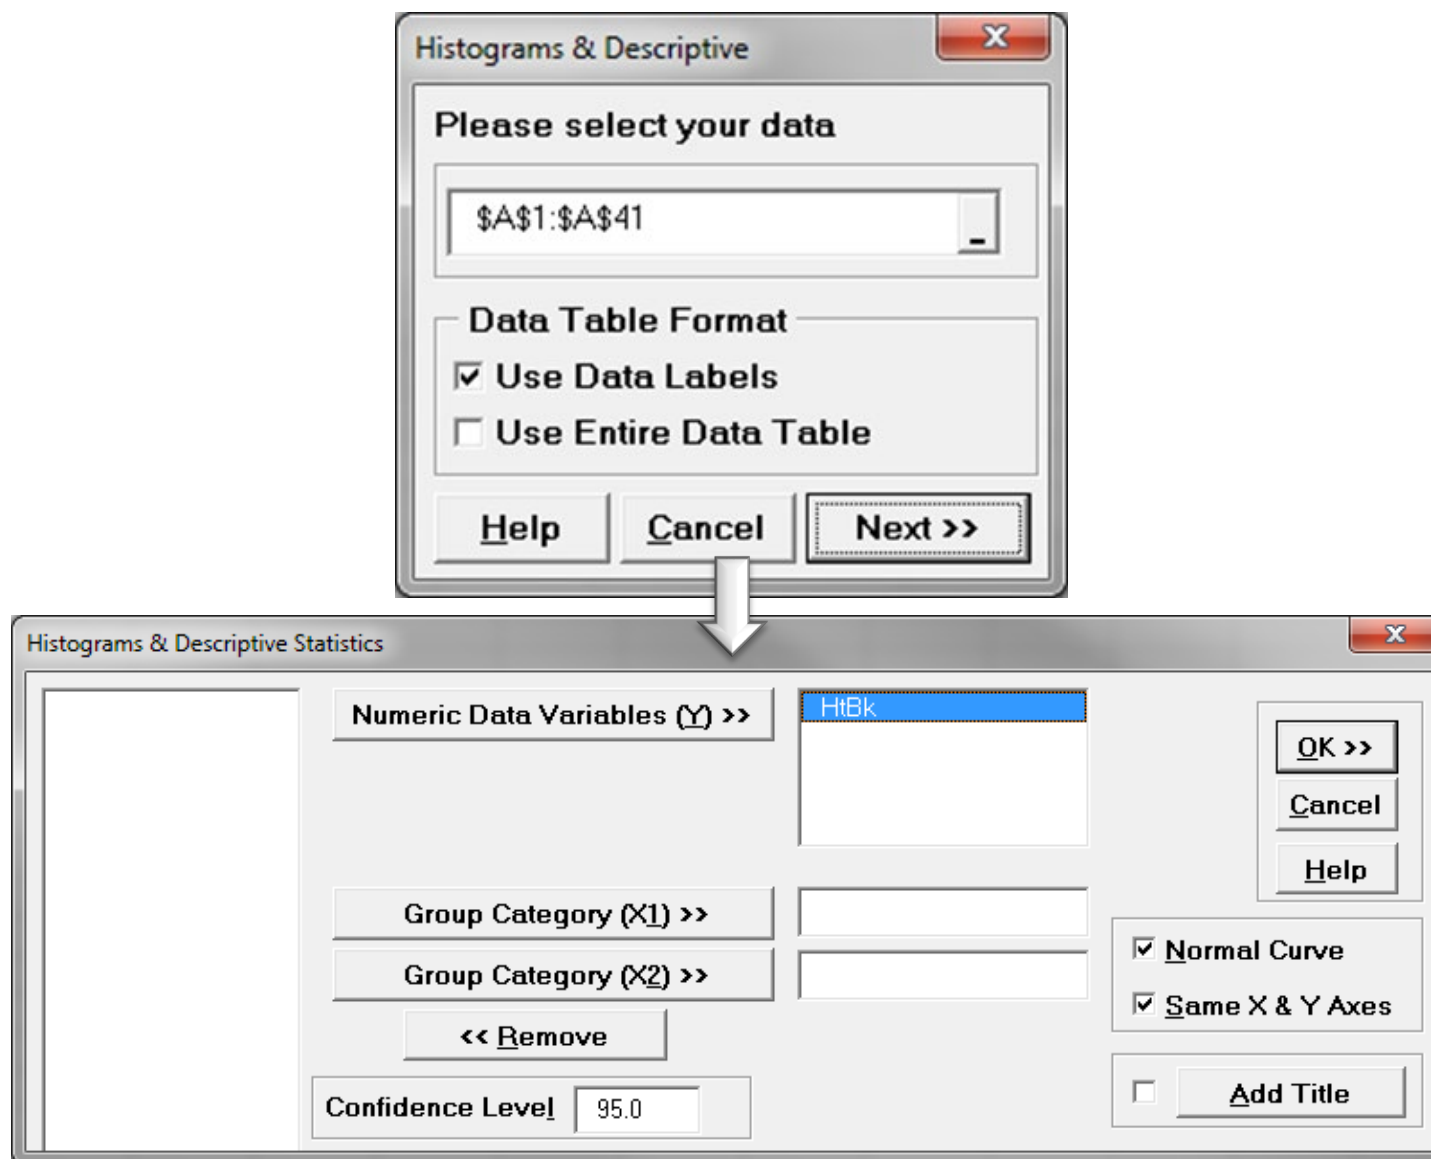 Histograms & Descriptive
Please select your data
$A$1:$A$41
Data Table Format
Use Data Labels
Use Entire Data Table
Help Cancel Next >>
Histograms & Descriptive Statistics
Numeric Data Variables (Y) >>
HtBk
OK >>
Cancel
Help
Group Category (X1) >>
Group Category (X2) >>
<< Remove
Normal Curve
Same X & Y Axes
Confidence Level 95.0
Add Title